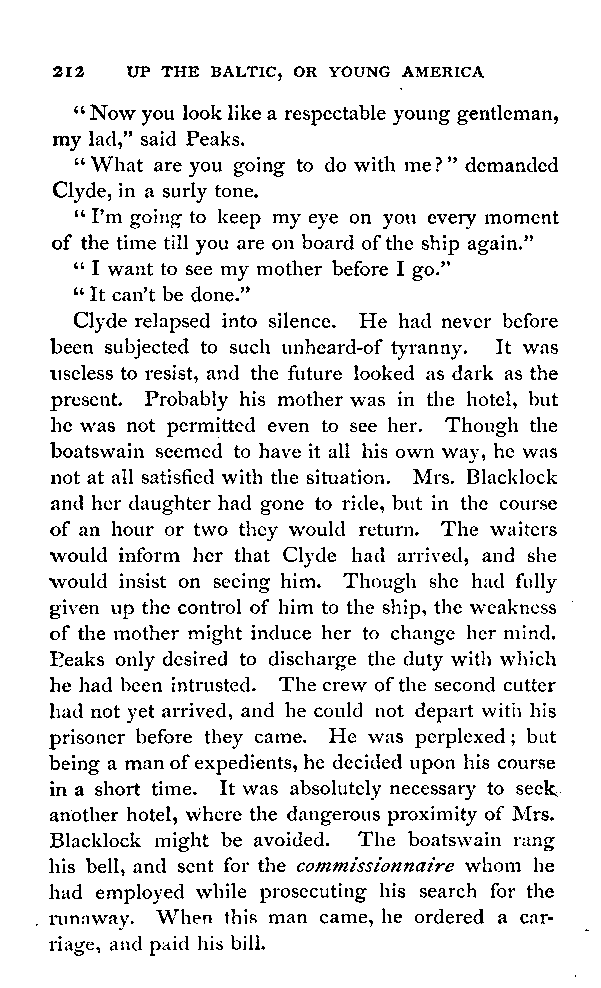 212 UP THE BALTIC, OR YOUNG AMERICA
"Now you look like a respectable young gentleman,
my lad," said Peaks.
"What are you going to do with me?" demanded
Clyde, in a surly tone.
"I'm going to keep my eye on you every moment
of the time till you are on board of the ship again."
"I want to see my mother before I go."
"It can't be done."
Clyde relapsed into silence. He had never before
been subjected to such unheard-of tyranny. It was
useless to resist, and the future looked as dark as the
present. Probably his mother was in the hotel, but
he was not permitted even to see her. Though the
boatswain seemed to have it all his own way, he was
not at all satisfied with the situation. Mrs. Blacklock
and her daughter had gone to ride, but in the course
of an hour or two they would return. The waiters
would inform her that Clyde had arrived, and she
would insist on seeing him. Though she had fully
given up the control of him to the ship, the weakness
of the mother might induce her to change her mind.
Peaks only desired to discharge the duty with which
he had been intrusted. The crew of the second cutter
had not yet arrived, and he could not depart with his
prisoner before they came. He was perplexed; but
being a man of expedients, he decided upon his course
in a short time. It was absolutely necessary to seek
another hotel, where the dangerous proximity of Mrs.
Blacklock might be avoided. The boatswain rang
his bell, and sent for the commissionnaire whom he
had employed while prosecuting his search for the
runaway. When this man came, he ordered a car-
riage, and paid his bill.